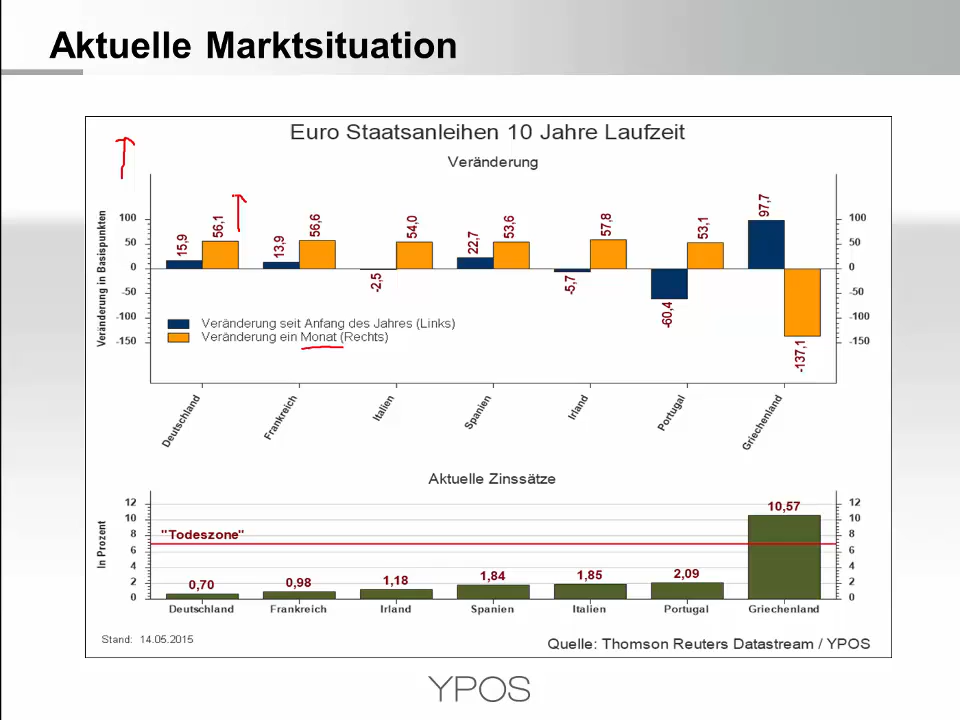 Aktuelle Marktsituation
Euro Staatsanleihen 10 Jahre Laufzeit
Veränderung
Veränderung in Basispunkten
100
50
0
-50
-100
-150
15,9
56,1
13,9
56,6
-2,5
54,0
22,7
53,6
-5,7
57,8
-60,4
53,1
97,7
-137,1
100
50
0
-50
-100
-150
Veränderung seit Anfang des Jahres (Links)
Veränderung ein Monat (Rechts)
Deutschland
Frankreich
Italien
Spanien
Irland
Portugal
Griechenland
Aktuelle Zinssätze
In Prozent
12
10
8
6
4
2
0
"Todeszone"
0,70
0,98
1,18
1,84
1,85
2,09
10,57
12
10
8
6
4
2
0
Deutschland Frankreich Irland Spanien Italien Portugal Griechenland
Stand: 14.05.2015
Quelle: Thomson Reuters Datastream / YPOS
YPOS